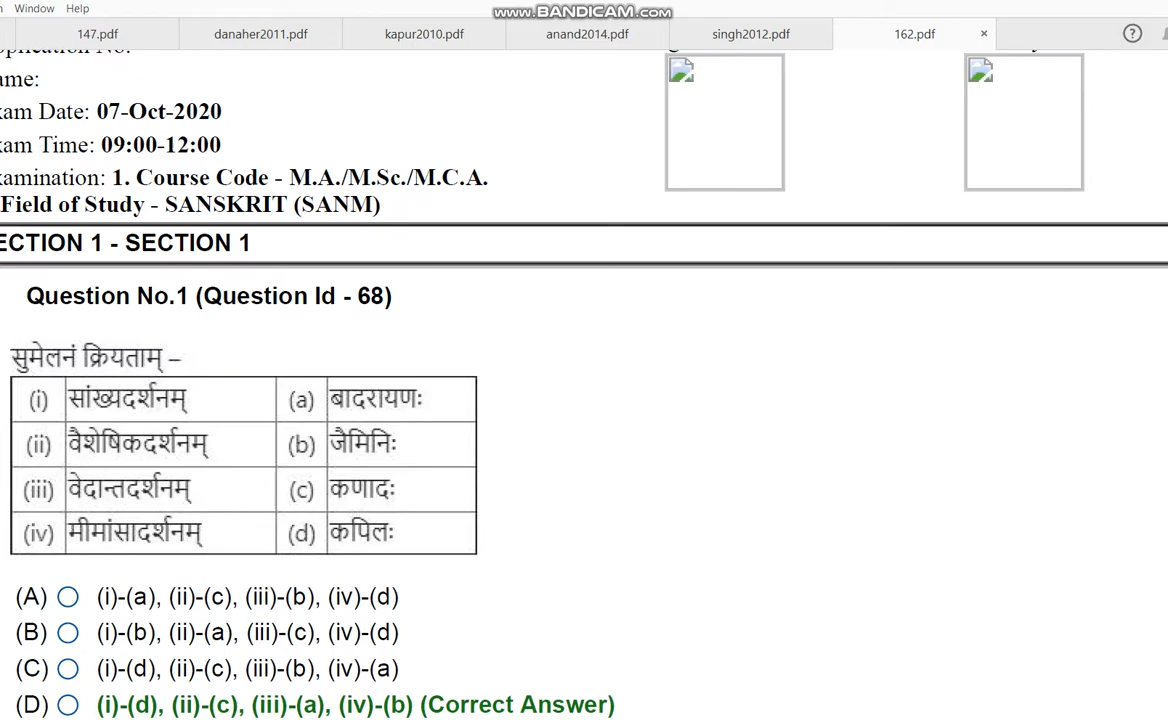 Window Help
www.BANDICAM.com
147.pdf danaher2011.pdf kapur2010.pdf anand2014.pdf singh2012.pdf 162.pdf ×
ame:
xam Date: 07-Oct-2020
xam Time: 09:00-12:00
xamination: 1. Course Code - M.A./M.Sc./M.C.A.
Field of Study - SANSKRIT (SANM)
ECTION 1 - SECTION 1
Question No.1 (Question Id - 68)
सुमेलनं क्रियताम् –
(i) सांख्यदर्शनम् (a) बादरायणः
(ii) वैशेषिकदर्शनम् (b) जैमिनिः
(iii) वेदान्तदर्शनम् (c) कणादः
(iv) मीमांसादर्शनम् (d) कपिलः
(A) (i)-(a), (ii)-(c), (iii)-(b), (iv)-(d)
(B) (i)-(b), (ii)-(a), (iii)-(c), (iv)-(d)
(C) (i)-(d), (ii)-(c), (iii)-(b), (iv)-(a)
(D) (i)-(d), (ii)-(c), (iii)-(a), (iv)-(b) (Correct Answer)